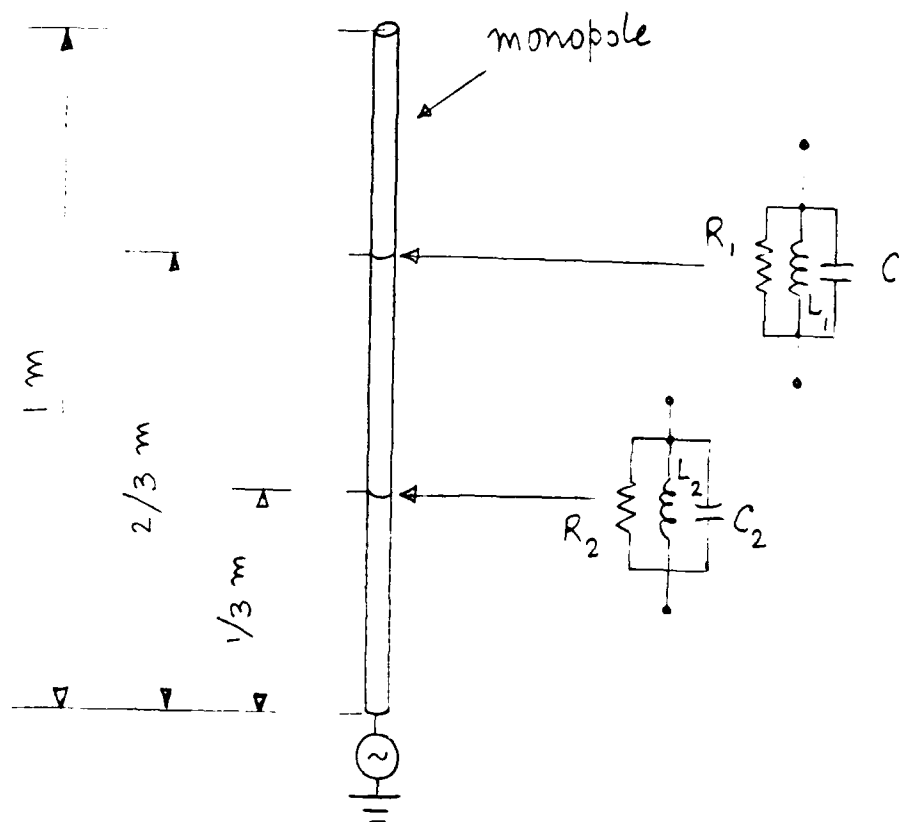 monopole
R₁
L₁
C
1 m
2/3 m
L₂
R₂
C₂
1/3 m
~